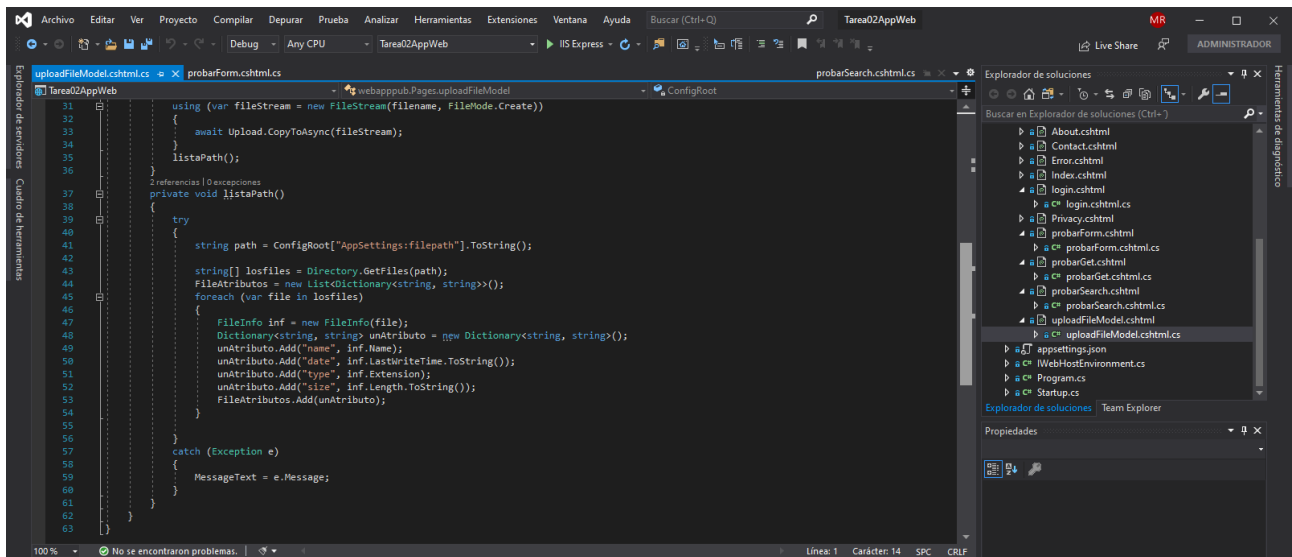 Archivo Editar Ver Proyecto Compilar Depurar Prueba Analizar Herramientas Extensiones Ventana Ayuda Buscar (Ctrl+Q) Tarea02AppWeb MR
Debug Any CPU Tarea02AppWeb IIS Express Live Share ADMINISTRADOR
Explorador de servidores
Cuadro de herramientas
uploadFileModel.cshtml.cs probarForm.cshtml.cs probarSearch.cshtml.cs
Tarea02AppWeb webapppub.Pages.uploadFileModel ConfigRoot
31 using (var fileStream = new FileStream(filename, FileMode.Create))
32 {
33 await Upload.CopyToAsync(fileStream);
34 }
35 listaPath();
36 }
2 referencias | 0 excepciones
37 private void listaPath()
38 {
39 try
40 {
41 string path = ConfigRoot["AppSettings:filepath"].ToString();
42
43 string[] losfiles = Directory.GetFiles(path);
44 FileAtributos = new List<Dictionary<string, string>>();
45 foreach (var file in losfiles)
46 {
47 FileInfo inf = new FileInfo(file);
48 Dictionary<string, string> unAtributo = new Dictionary<string, string>();
49 unAtributo.Add("name", inf.Name);
50 unAtributo.Add("date", inf.LastWriteTime.ToString());
51 unAtributo.Add("type", inf.Extension);
52 unAtributo.Add("size", inf.Length.ToString());
53 FileAtributos.Add(unAtributo);
54 }
55
56 }
57 catch (Exception e)
58 {
59 MessageText = e.Message;
60 }
61 }
62 }
63 }
100 % No se encontraron problemas. Línea: 1 Carácter: 14 SPC CRLF
Explorador de soluciones
Buscar en Explorador de soluciones (Ctrl+´)
About.cshtml
Contact.cshtml
Error.cshtml
Index.cshtml
login.cshtml
C# login.cshtml.cs
Privacy.cshtml
probarForm.cshtml
C# probarForm.cshtml.cs
probarGet.cshtml
C# probarGet.cshtml.cs
probarSearch.cshtml
C# probarSearch.cshtml.cs
uploadFileModel.cshtml
C# uploadFileModel.cshtml.cs
appsettings.json
C# IWebHostEnvironment.cs
C# Program.cs
C# Startup.cs
Explorador de soluciones Team Explorer
Propiedades
Herramientas de diagnóstico